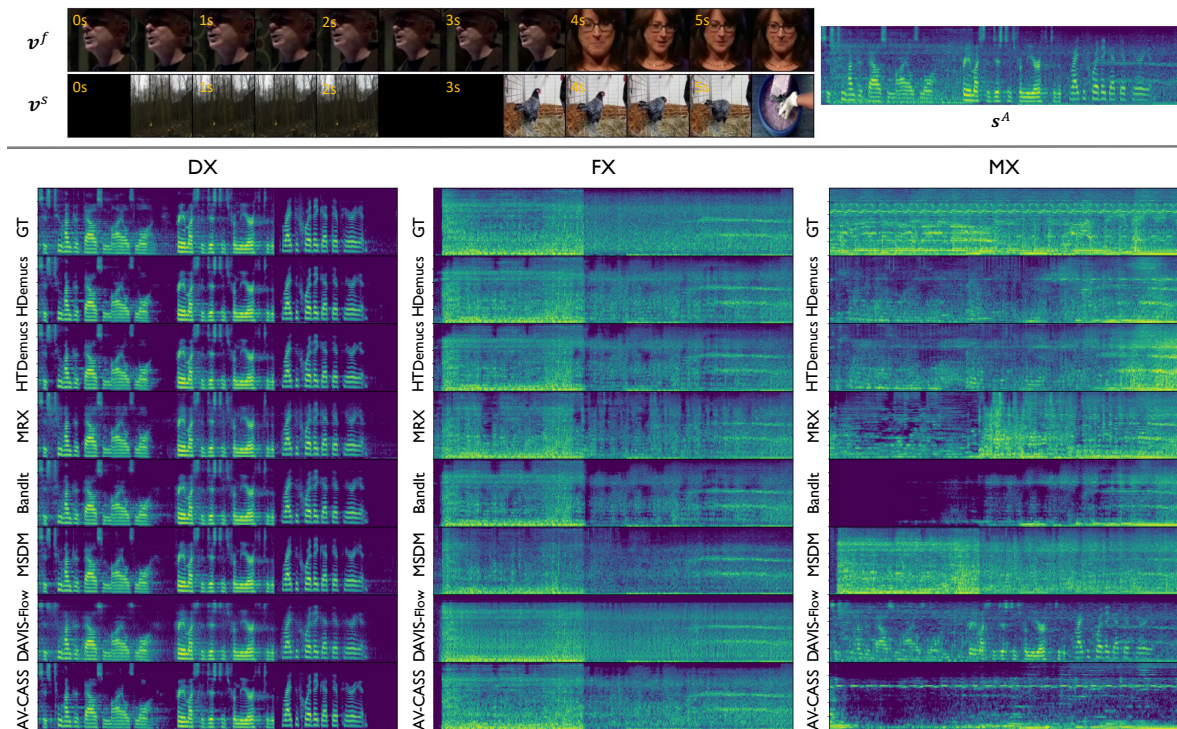 v^f 0s 1s 2s 3s 4s 5s
v^s 0s 1s 2s 3s 4s 5s
s^A
DX FX MX
GT GT GT
HDemucs HDemucs HDemucs
HTDemucs HTDemucs HTDemucs
MRX MRX MRX
BandIt BandIt BandIt
MSDM MSDM MSDM
DAVIS-Flow DAVIS-Flow DAVIS-Flow
AV-CASS AV-CASS AV-CASS